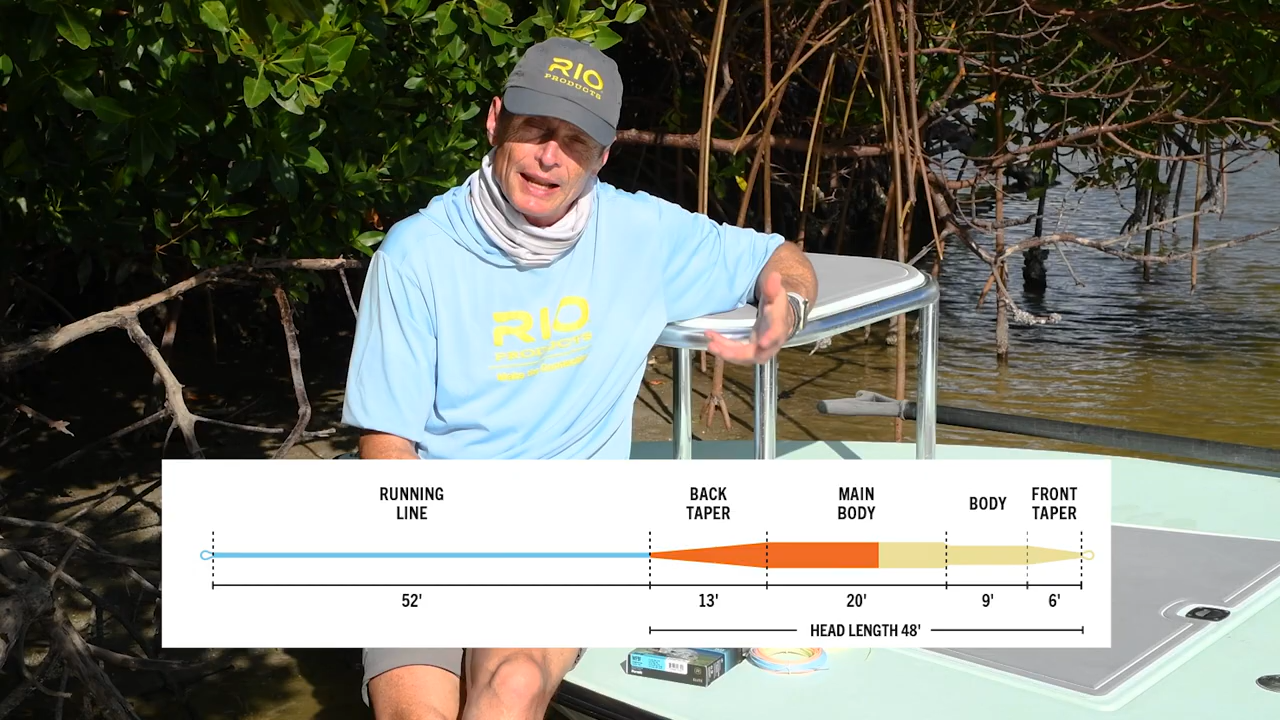 RIO
PRODUCTS
RIO
PRODUCTS
RUNNING
LINE
BACK
TAPER
MAIN
BODY
BODY
FRONT
TAPER
52'
13'
20'
9'
6'
HEAD LENGTH 48'